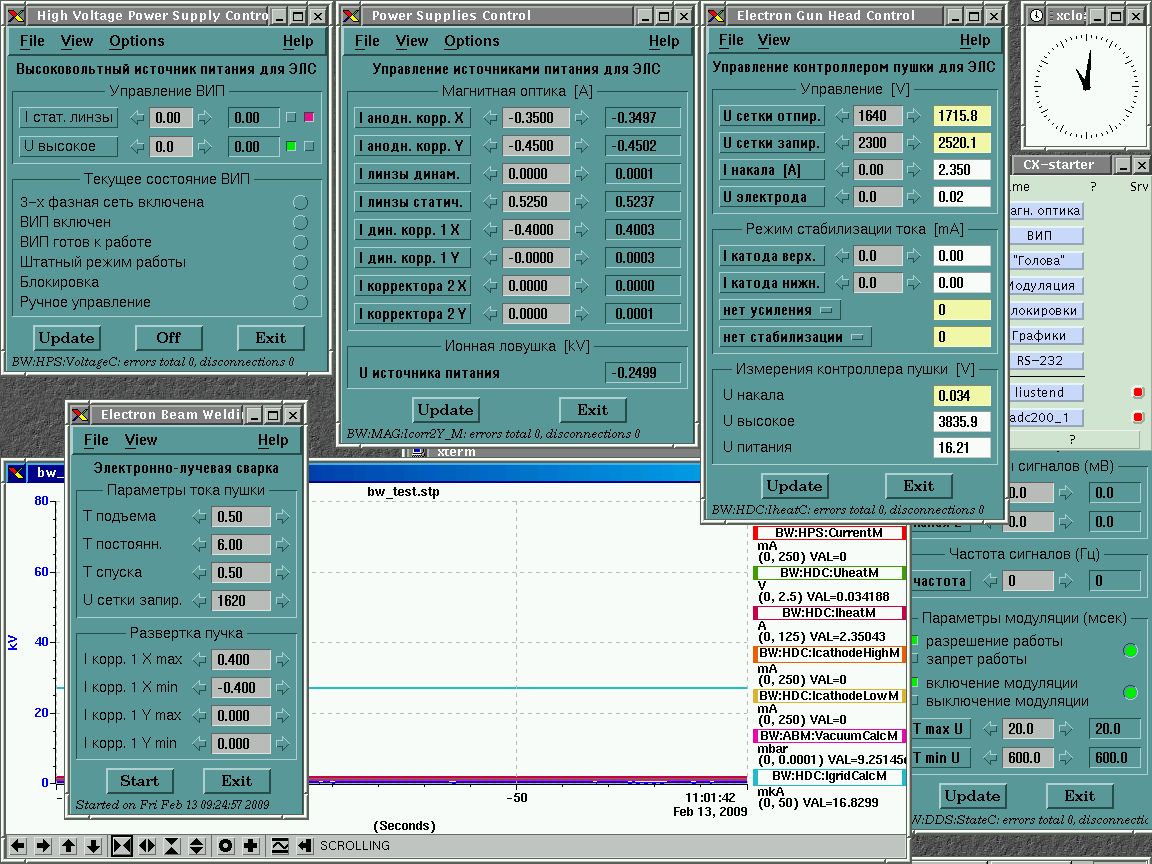 High Voltage Power Supply Contro
File View Options Help
Высоковольтный источник питания для ЭЛС
Управление ВИП
I стат. линзы 0.00 0.00
U высокое 0.0 0.00
Текущее состояние ВИП
3-х фазная сеть включена
ВИП включен
ВИП готов к работе
Штатный режим работы
Блокировка
Ручное управление
Update Off Exit
BW:HPS:VoltageC: errors total 0, disconnections 0
Power Supplies Control
File View Options Help
Управление источниками питания для ЭЛС
Магнитная оптика [A]
I анодн. корр. X -0.3500 -0.3497
I анодн. корр. Y -0.4500 -0.4502
I линзы динам. 0.0000 0.0001
I линзы статич. 0.5250 0.5237
I дин. корр. 1 X -0.4000 0.4003
I дин. корр. 1 Y -0.0000 0.0003
I корректора 2 X 0.0000 0.0000
I корректора 2 Y 0.0000 0.0001
Ионная ловушка [kV]
U источника питания -0.2499
Update Exit
BW:MAG:Icorr2Y_M: errors total 0, disconnections 0
Electron Gun Head Control
File View Help
Управление контроллером пушки для ЭЛС
Управление [V]
U сетки отпир. 1640 1715.8
U сетки запир. 2300 2520.1
I накала [A] 0.00 2.350
U электрода 0.0 0.02
Режим стабилизации тока [mA]
I катода верх. 0.0 0.00
I катода нижн. 0.0 0.00
нет усиления 0
нет стабилизации 0
Измерения контроллера пушки [V]
U накала 0.034
U высокое 3835.9
U питания 16.21
Update Exit
BW:HDC:IheatC: errors total 0, disconnections 0
xclo
CX-starter
me ? Srv
агн. оптика
ВИП
"Голова"
Модуляция
локировки
Графики
RS-232
liustend
adc200_1
?
Electron Beam Weldi
File View Help
Электронно-лучевая сварка
Параметры тока пушки
T подъема 0.50
T постоянн. 6.00
T спуска 0.50
U сетки запир. 1620
Развертка пучка
I корр. 1 X max 0.400
I корр. 1 X min -0.400
I корр. 1 Y max 0.000
I корр. 1 Y min 0.000
Start Exit
Started on Fri Feb 13 09:24:57 2009
xterm
bw_
bw_test.stp
80
60
40
20
0
kV
-50
11:01:42
Feb 13, 2009
(Seconds)
BW:HPS:CurrentM
mA
(0, 250) VAL=0
BW:HDC:UheatM
V
(0, 2.5) VAL=0.034188
BW:HDC:IheatM
A
(0, 125) VAL=2.35043
BW:HDC:IcathodeHighM
mA
(0, 250) VAL=0
BW:HDC:IcathodeLowM
mA
(0, 250) VAL=0
BW:ABM:VacuumCalcM
mbar
(0, 0.0001) VAL=9.25145
BW:HDC:IgridCalcM
mkA
(0, 50) VAL=16.8299
SCROLLING
сигналов (мВ)
0.0 0.0
0.0 0.0
Частота сигналов (Гц)
частота 0 0
Параметры модуляции (мсек)
разрешение работы
запрет работы
включение модуляции
выключение модуляции
T max U 20.0 20.0
T min U 600.0 600.0
Update Exit
W:DDS:StateC: errors total 0, disconnectic